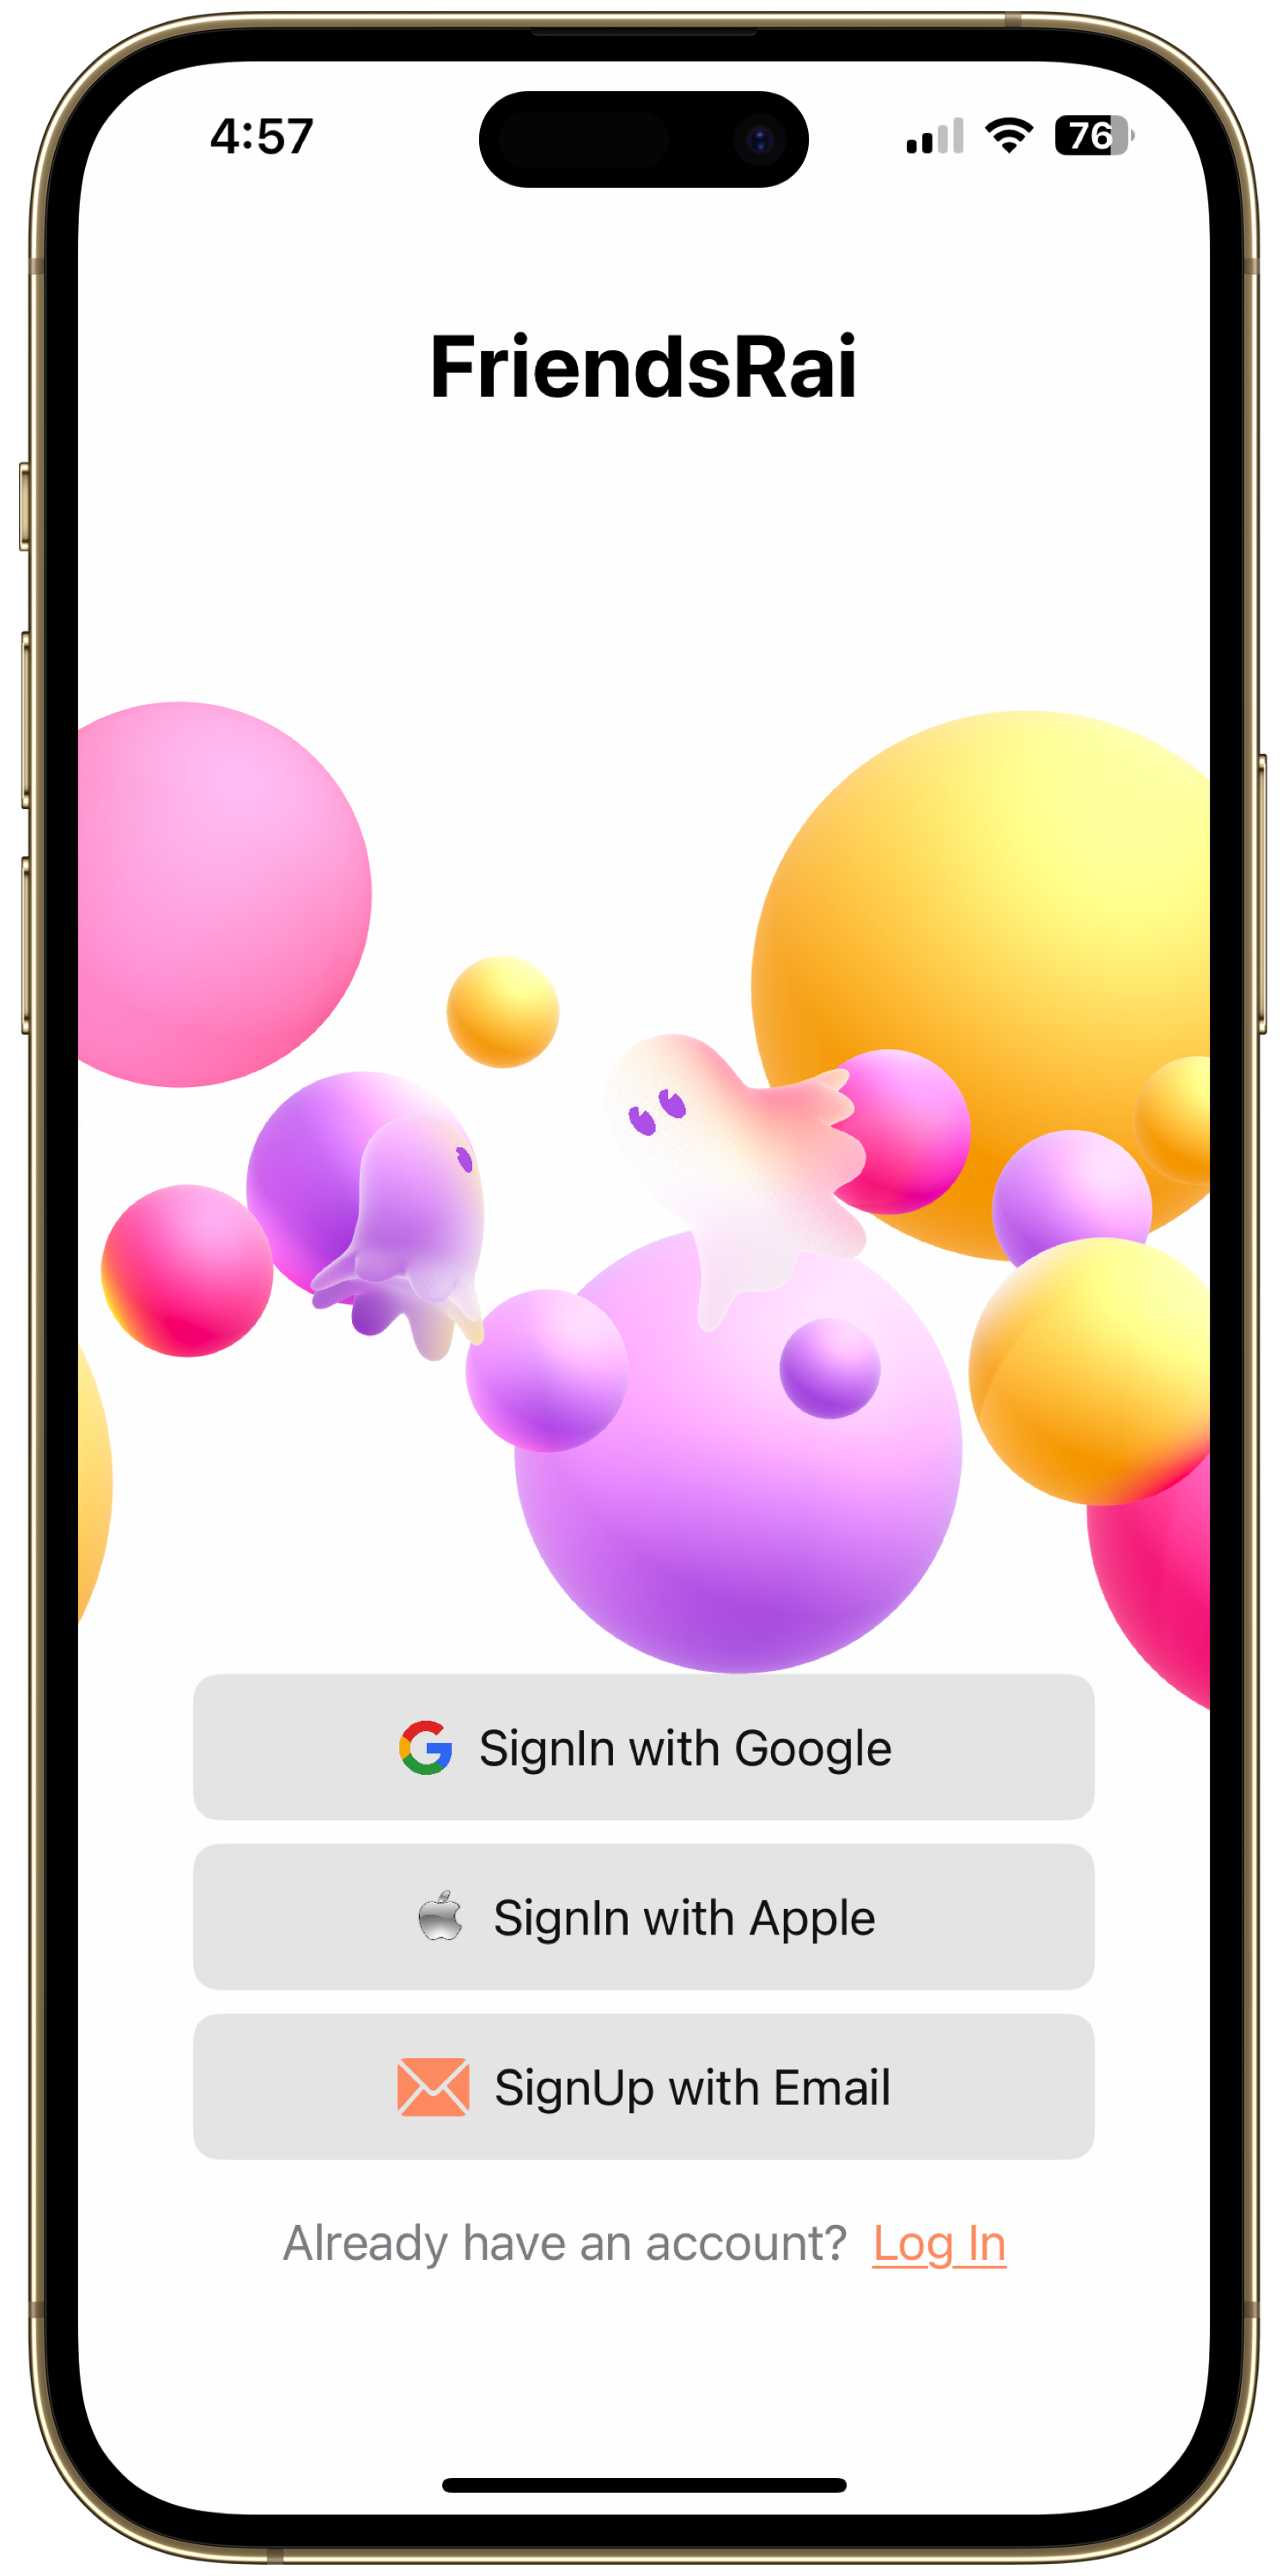 4:57
76
FriendsRai
SignIn with Google
SignIn with Apple
SignUp with Email
Already have an account? Log In